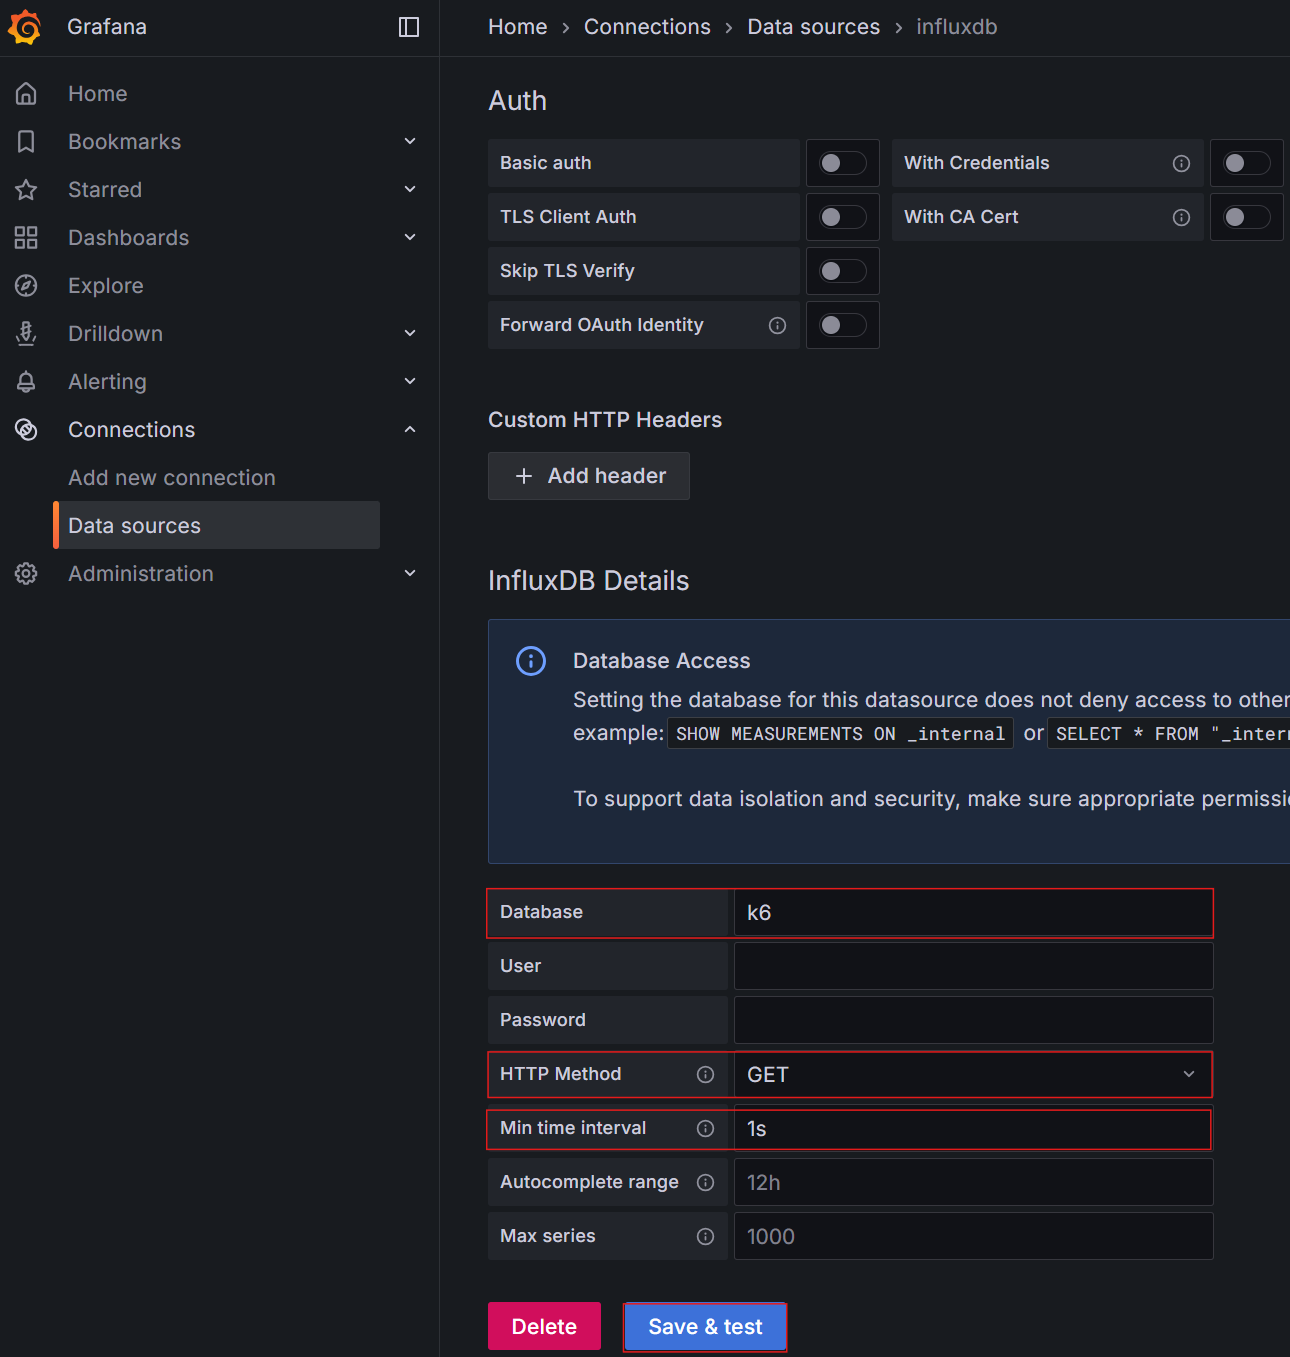 Grafana
Home › Connections › Data sources › influxdb
Home
Bookmarks
Starred
Dashboards
Explore
Drilldown
Alerting
Connections
Add new connection
Data sources
Administration
Auth
Basic auth
With Credentials
TLS Client Auth
With CA Cert
Skip TLS Verify
Forward OAuth Identity
Custom HTTP Headers
+ Add header
InfluxDB Details
Database Access
Setting the database for this datasource does not deny access to other
example: SHOW MEASUREMENTS ON _internal or SELECT * FROM "_inter
To support data isolation and security, make sure appropriate permissi
Database k6
User
Password
HTTP Method GET
Min time interval 1s
Autocomplete range 12h
Max series 1000
Delete Save & test